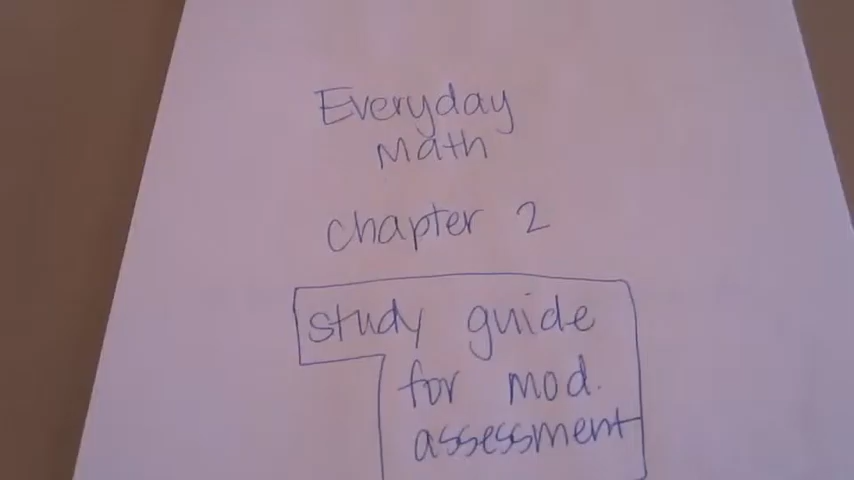 Everyday
Math
Chapter 2
study guide
for mod.
assessment